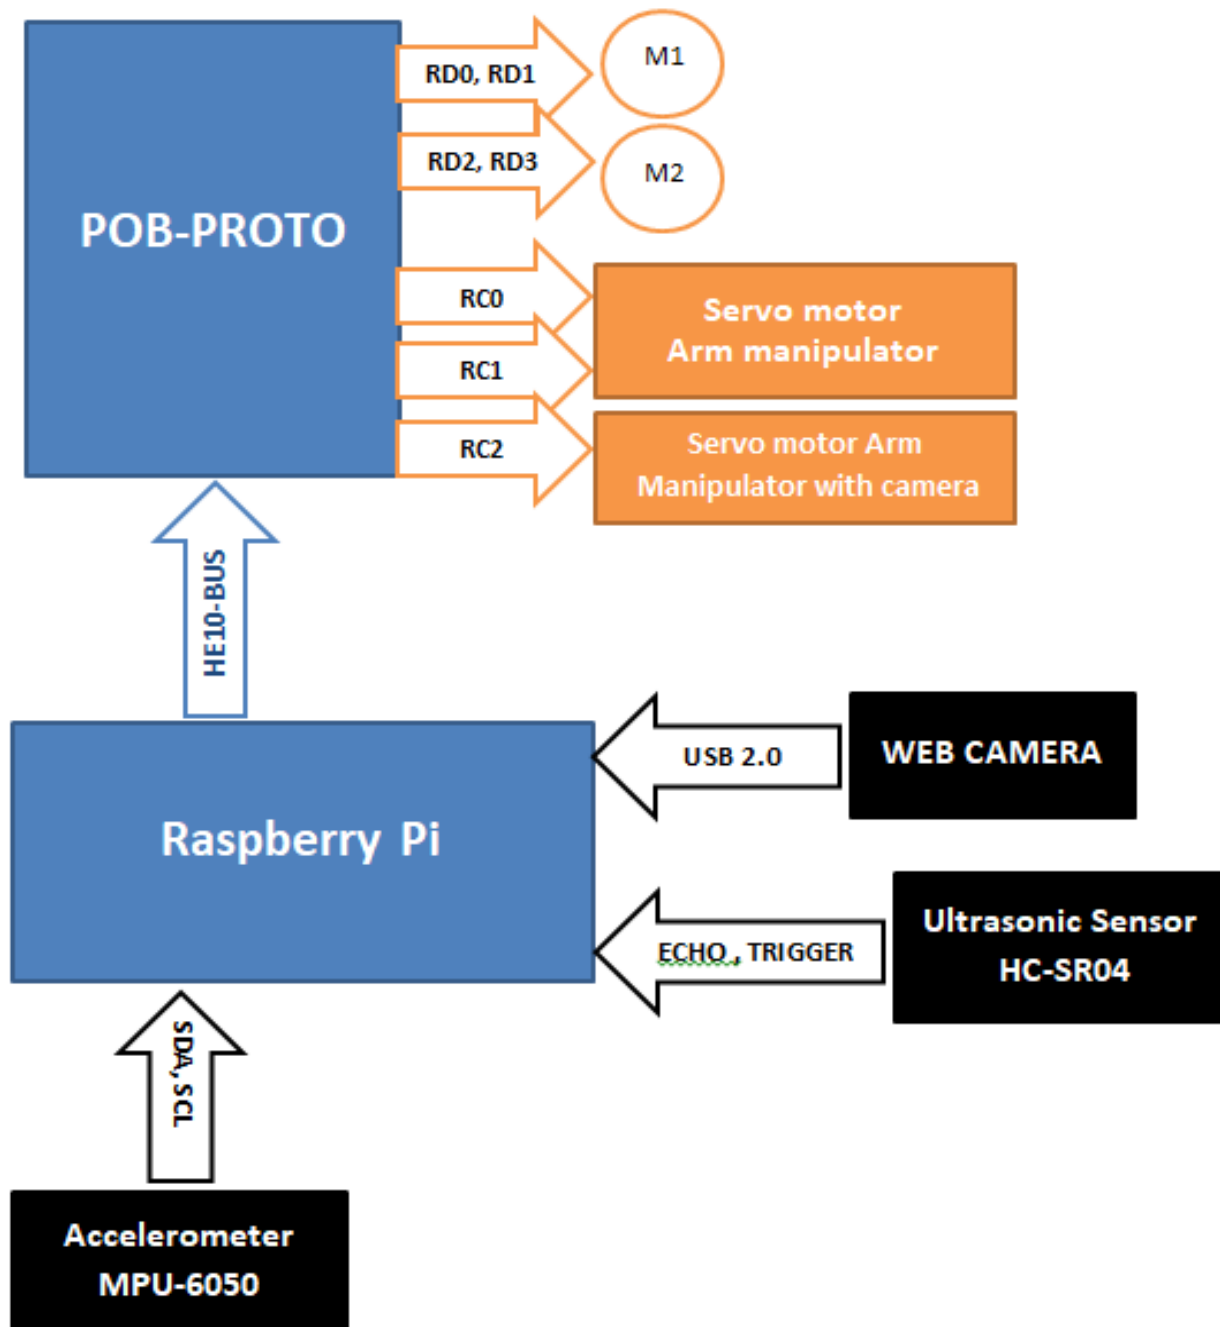 RD0, RD1
M1
RD2, RD3
M2
POB-PROTO
RC0
Servo motor
Arm manipulator
RC1
RC2
Servo motor Arm
Manipulator with camera
HE10-BUS
USB 2.0
WEB CAMERA
Raspberry Pi
ECHO , TRIGGER
Ultrasonic Sensor
HC-SR04
SDA, SCL
Accelerometer
MPU-6050